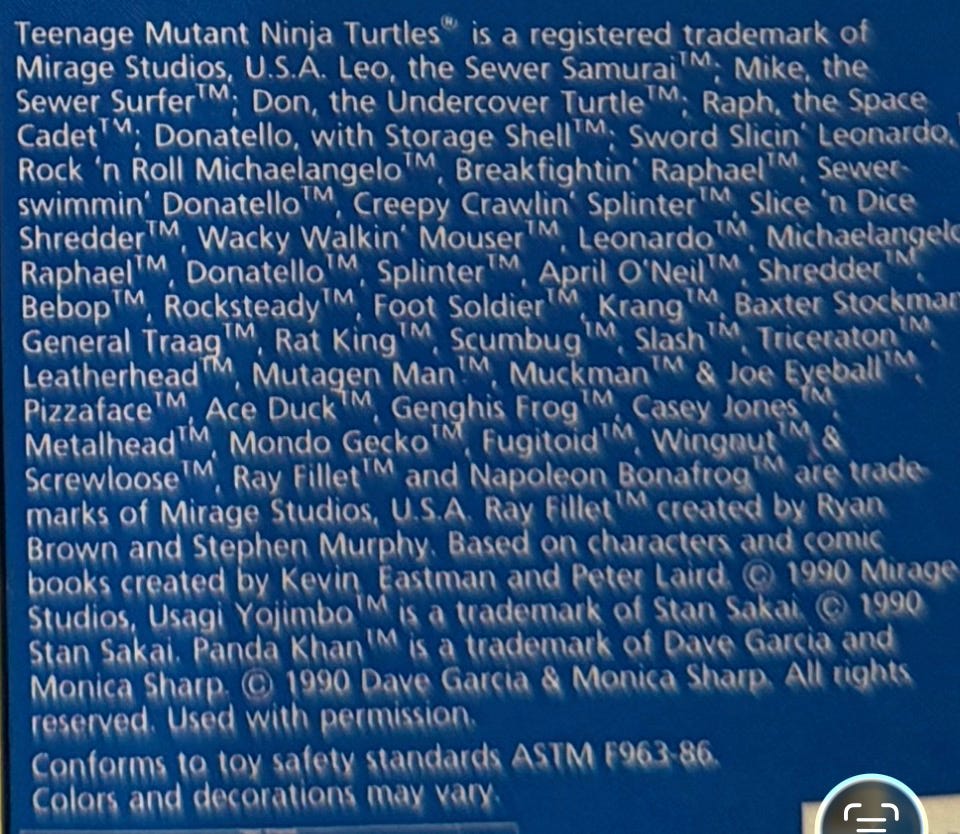 Teenage Mutant Ninja Turtles® is a registered trademark of
Mirage Studios, U.S.A. Leo, the Sewer Samurai™; Mike, the
Sewer Surfer™; Don, the Undercover Turtle™; Raph, the Space
Cadet™; Donatello, with Storage Shell™; Sword Slicin' Leonardo,
Rock 'n Roll Michaelangelo™, Breakfightin' Raphael™, Sewer-
swimmin' Donatello™, Creepy Crawlin' Splinter™, Slice 'n Dice
Shredder™, Wacky Walkin' Mouser™, Leonardo™, Michaelangelo
Raphael™, Donatello™, Splinter™, April O'Neil™, Shredder™,
Bebop™, Rocksteady™, Foot Soldier™, Krang™, Baxter Stockman
General Traag™, Rat King™, Scumbug™, Slash™, Triceraton™,
Leatherhead™, Mutagen Man™, Muckman™ & Joe Eyeball™,
Pizzaface™, Ace Duck™, Genghis Frog™, Casey Jones™,
Metalhead™, Mondo Gecko™, Fugitoid™, Wingnut™ &
Screwloose™, Ray Fillet™ and Napoleon Bonafrog™ are trade-
marks of Mirage Studios, U.S.A. Ray Fillet™ created by Ryan
Brown and Stephen Murphy. Based on characters and comic
books created by Kevin Eastman and Peter Laird. © 1990 Mirage
Studios, Usagi Yojimbo™ is a trademark of Stan Sakai. © 1990
Stan Sakai. Panda Khan™ is a trademark of Dave Garcia and
Monica Sharp. © 1990 Dave Garcia & Monica Sharp. All rights
reserved. Used with permission.
Conforms to toy safety standards ASTM F963-86.
Colors and decorations may vary.